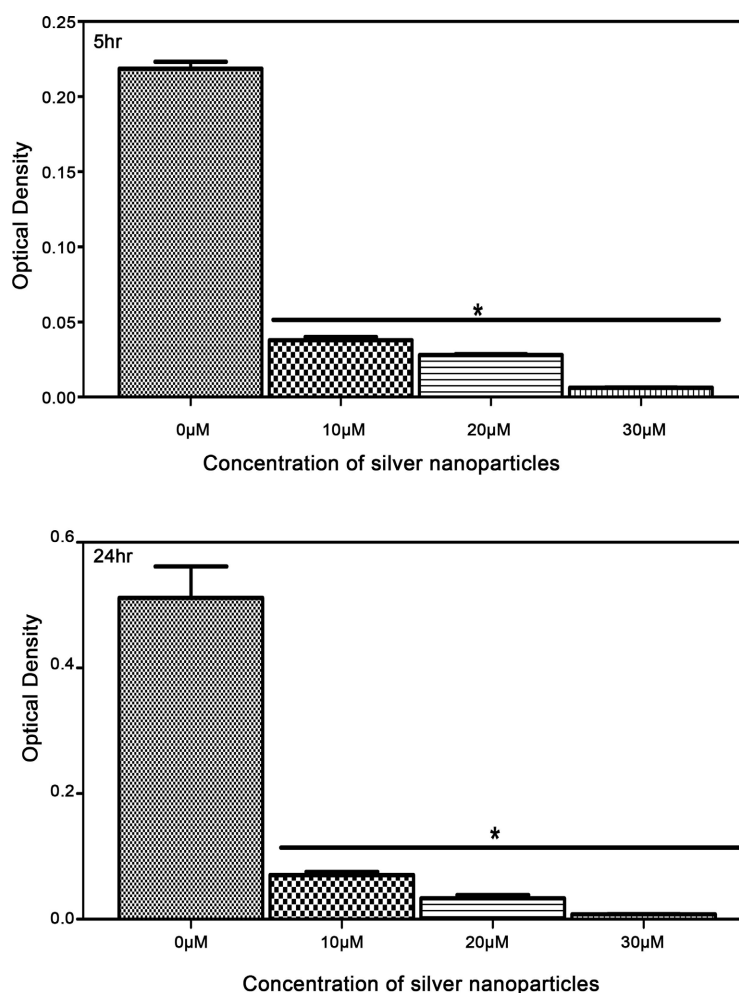 0.25
5hr
0.20
0.15
0.10
0.05
*
0.00
Optical Density
0µM 10µM 20µM 30µM
Concentration of silver nanoparticles
0.6
24hr
0.4
0.2
*
0.0
Optical Density
0µM 10µM 20µM 30µM
Concentration of silver nanoparticles